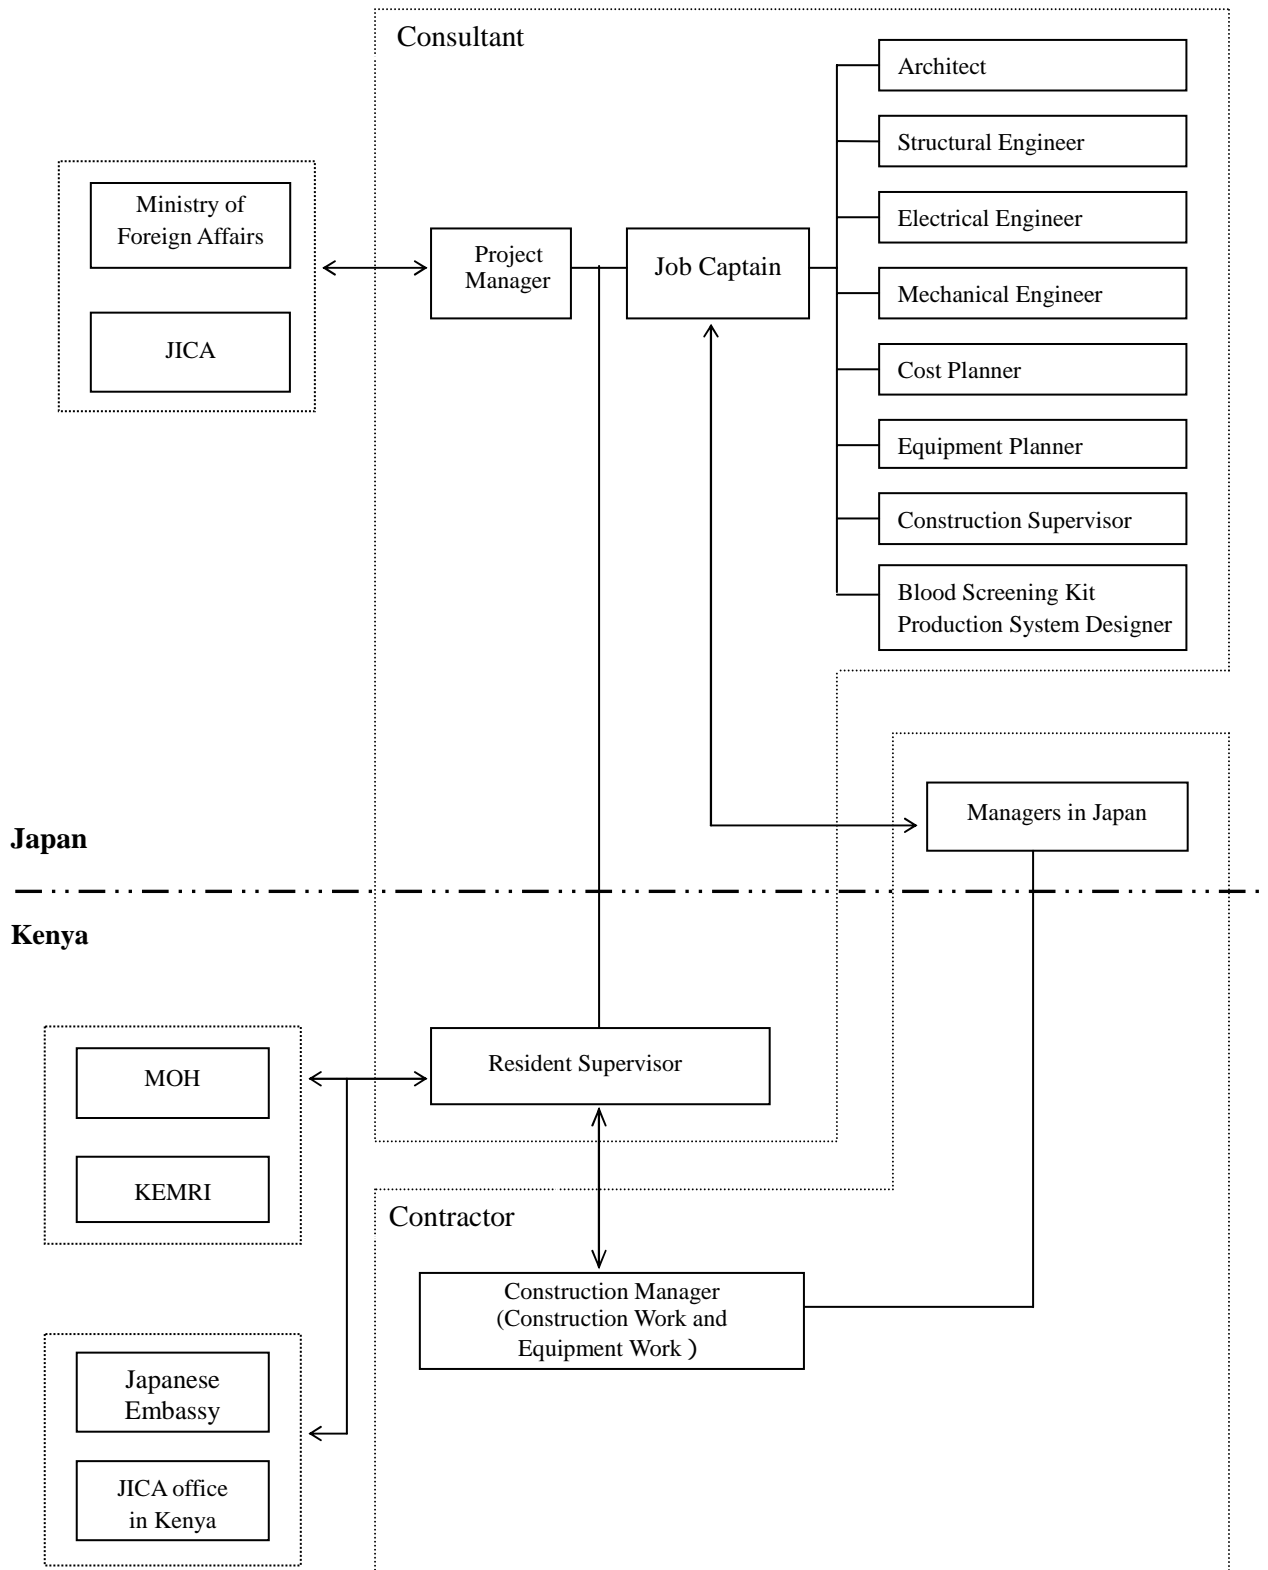 Consultant
Architect
Structural Engineer
Electrical Engineer
Mechanical Engineer
Cost Planner
Equipment Planner
Construction Supervisor
Blood Screening Kit
Production System Designer
Ministry of
Foreign Affairs
JICA
Project
Manager
Job Captain
Managers in Japan
Japan
Kenya
MOH
KEMRI
Resident Supervisor
Contractor
Construction Manager
(Construction Work and
Equipment Work）
Japanese
Embassy
JICA office
in Kenya